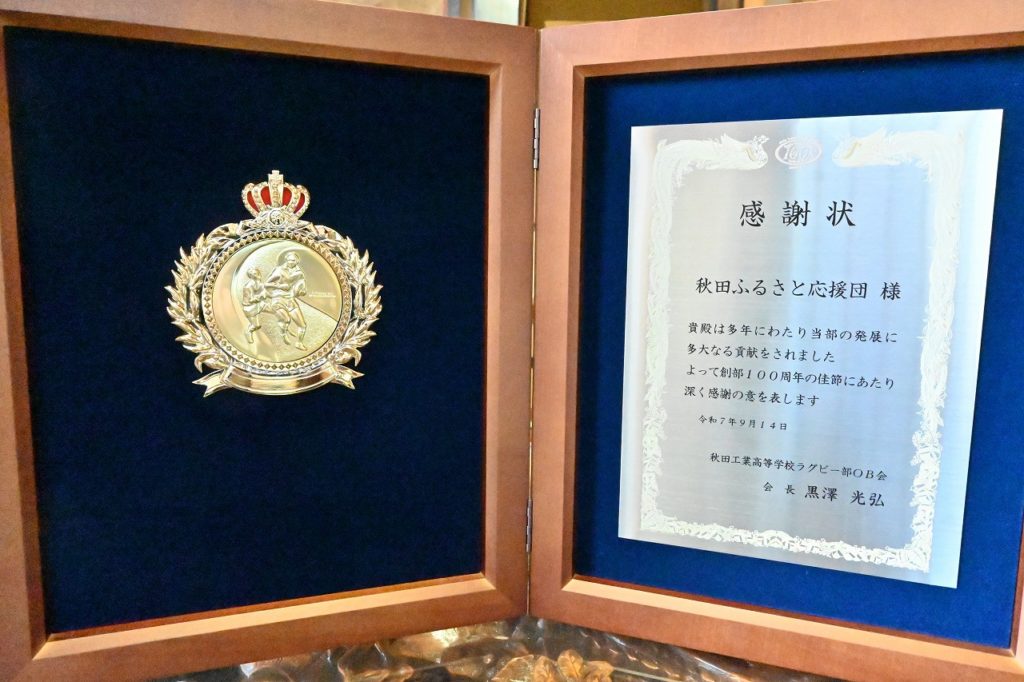 感謝状
秋田ふるさと応援団 様
貴殿は多年にわたり当部の発展に
多大なる貢献をされました
よって創部１００周年の佳節にあたり
深く感謝の意を表します
令和７年９月１４日
秋田工業高等学校ラグビー部ＯＢ会
会長 黒澤 光弘